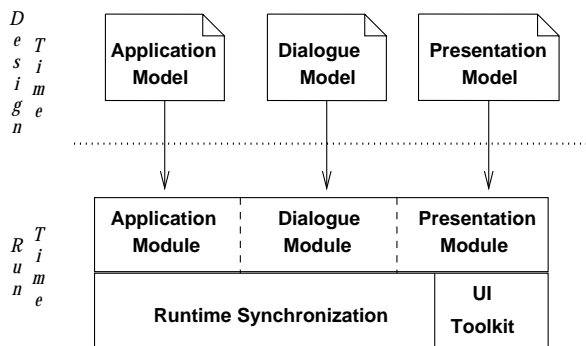 Design
Time
Application
Model
Dialogue
Model
Presentation
Model
Run
Time
Application
Module
Dialogue
Module
Presentation
Module
Runtime Synchronization
UI
Toolkit